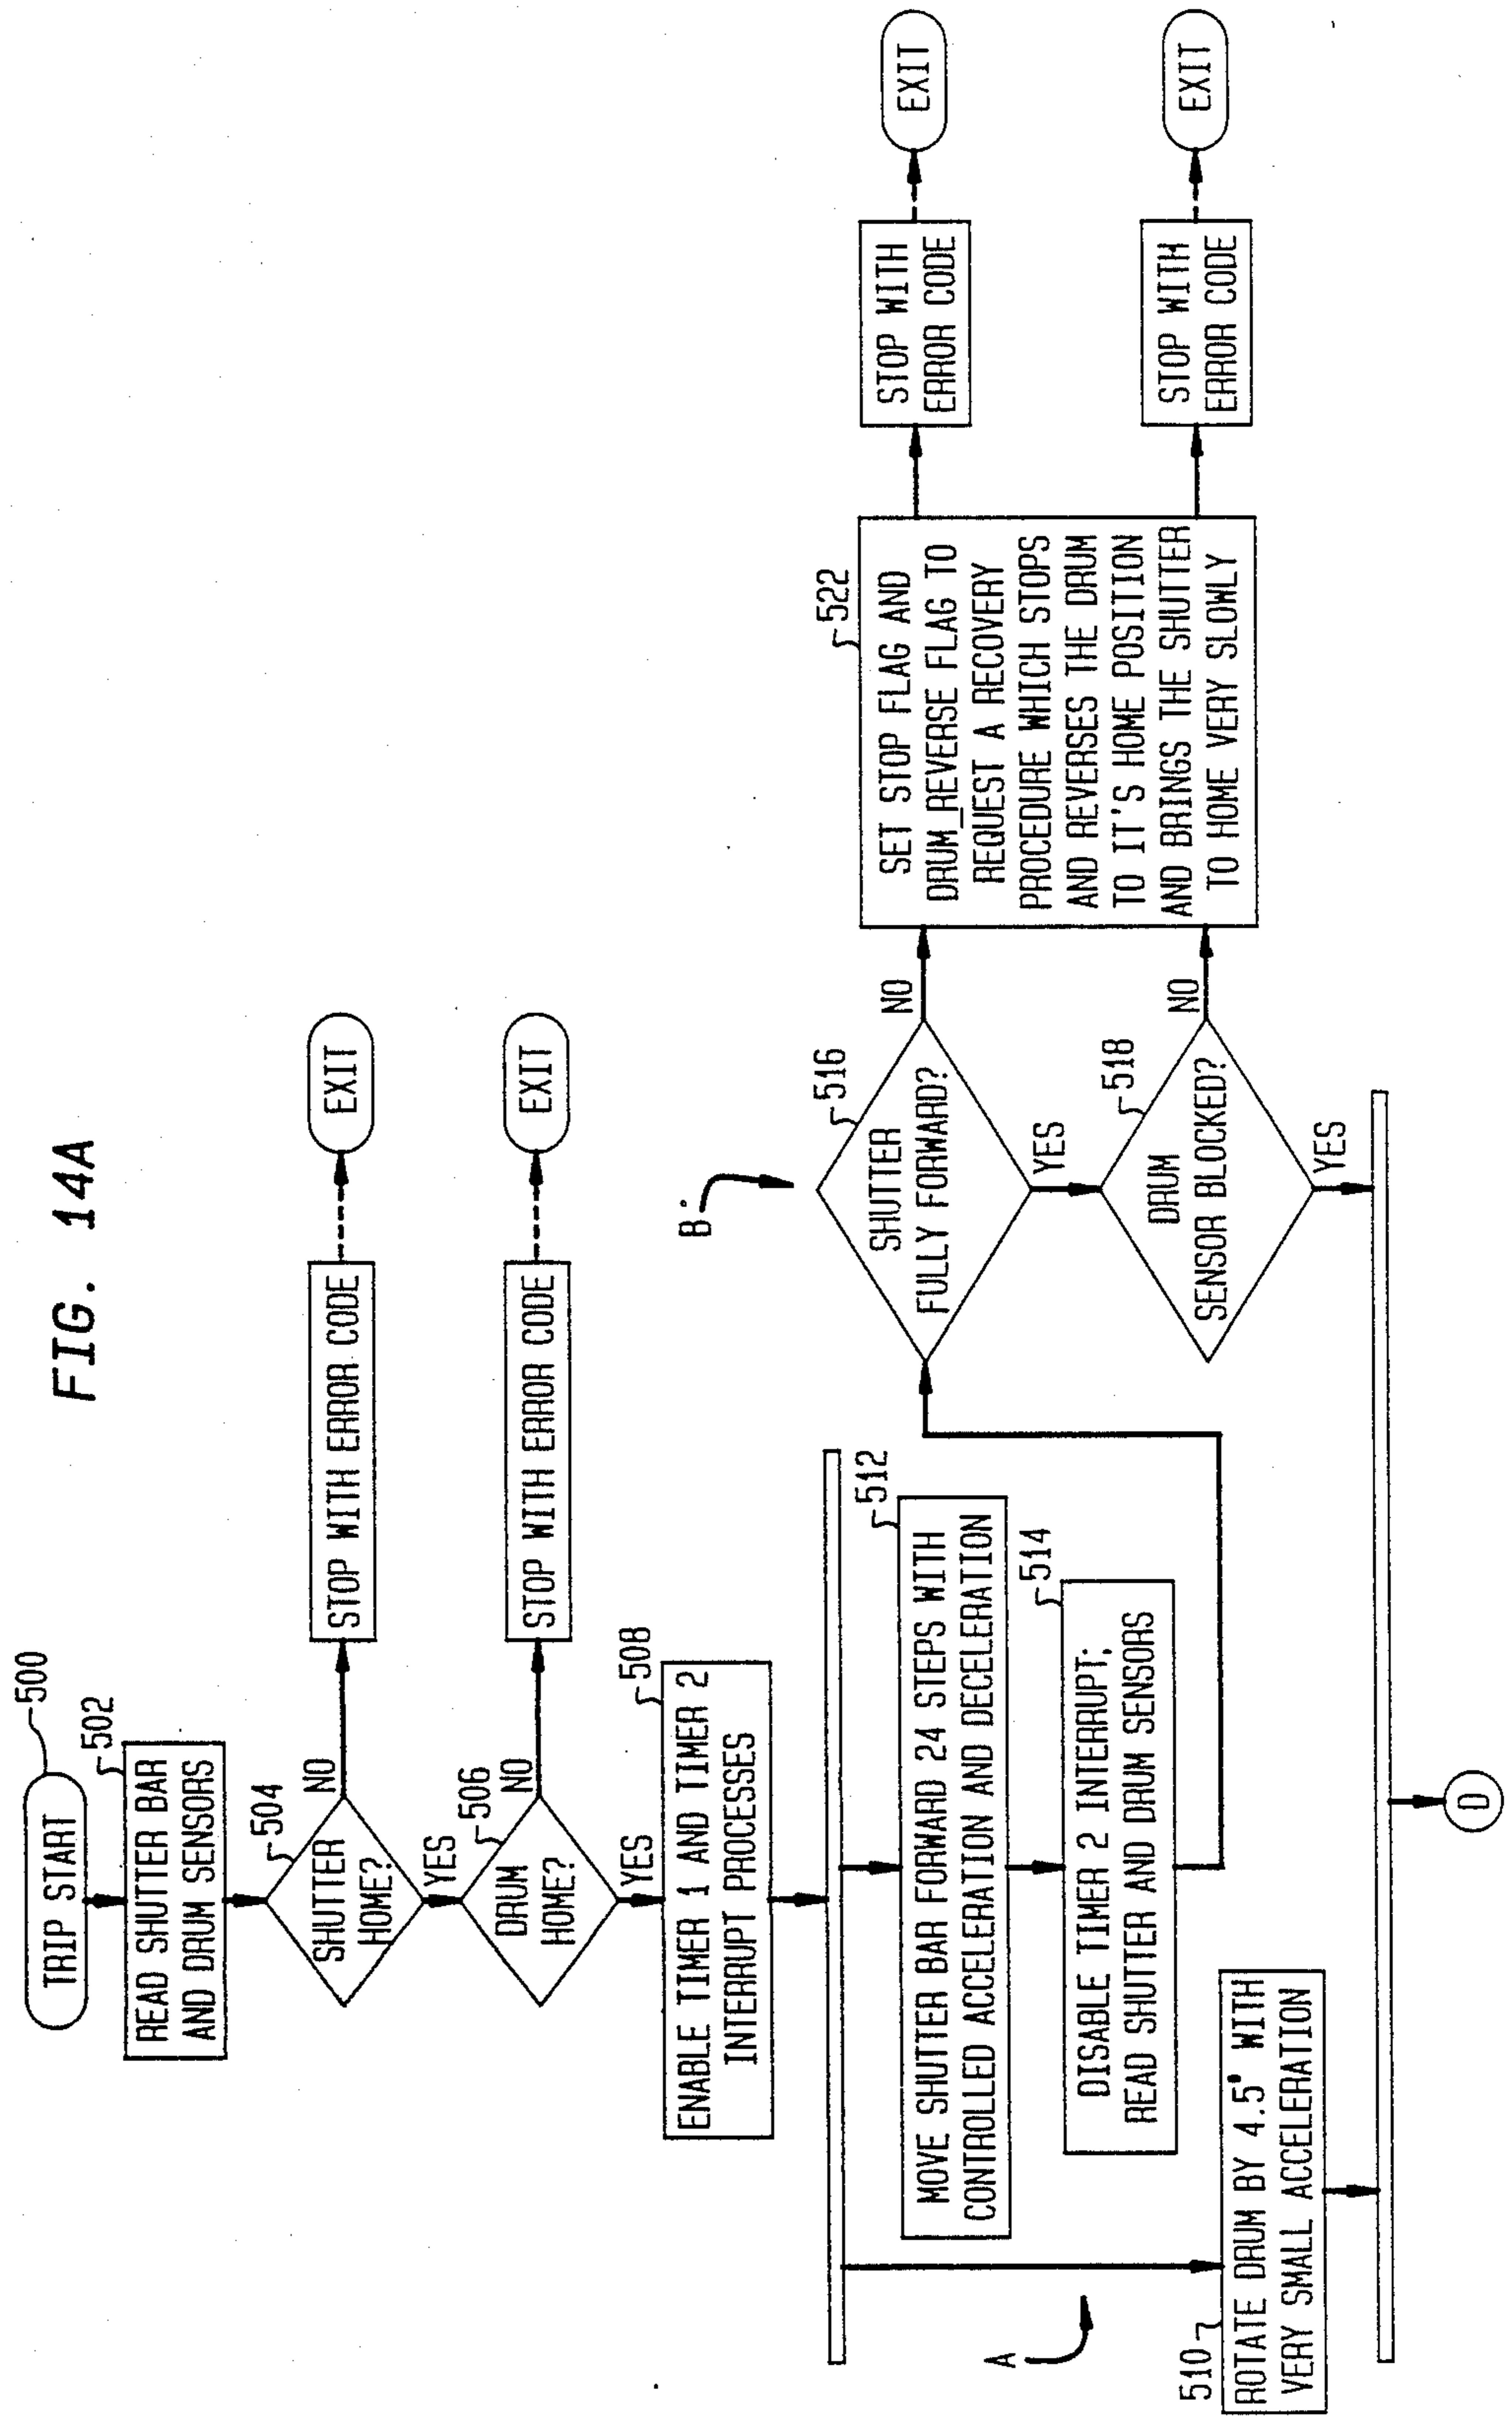 FIG. 14A
TRIP START
500
READ SHUTTER BAR
AND DRUM SENSORS
502
SHUTTER
HOME?
504
NO
STOP WITH ERROR CODE
EXIT
YES
DRUM
HOME?
506
NO
STOP WITH ERROR CODE
EXIT
YES
508
ENABLE TIMER 1 AND TIMER 2
INTERRUPT PROCESSES
A
510
ROTATE DRUM BY 4.5° WITH
VERY SMALL ACCELERATION
512
MOVE SHUTTER BAR FORWARD 24 STEPS WITH
CONTROLLED ACCELERATION AND DECELERATION
514
DISABLE TIMER 2 INTERRUPT;
READ SHUTTER AND DRUM SENSORS
B
516
SHUTTER
FULLY FORWARD?
NO
YES
518
DRUM
SENSOR BLOCKED?
NO
YES
522
SET STOP FLAG AND
DRUM_REVERSE FLAG TO
REQUEST A RECOVERY
PROCEDURE WHICH STOPS
AND REVERSES THE DRUM
TO IT'S HOME POSITION
AND BRINGS THE SHUTTER
TO HOME VERY SLOWLY
STOP WITH
ERROR CODE
EXIT
STOP WITH
ERROR CODE
EXIT
D